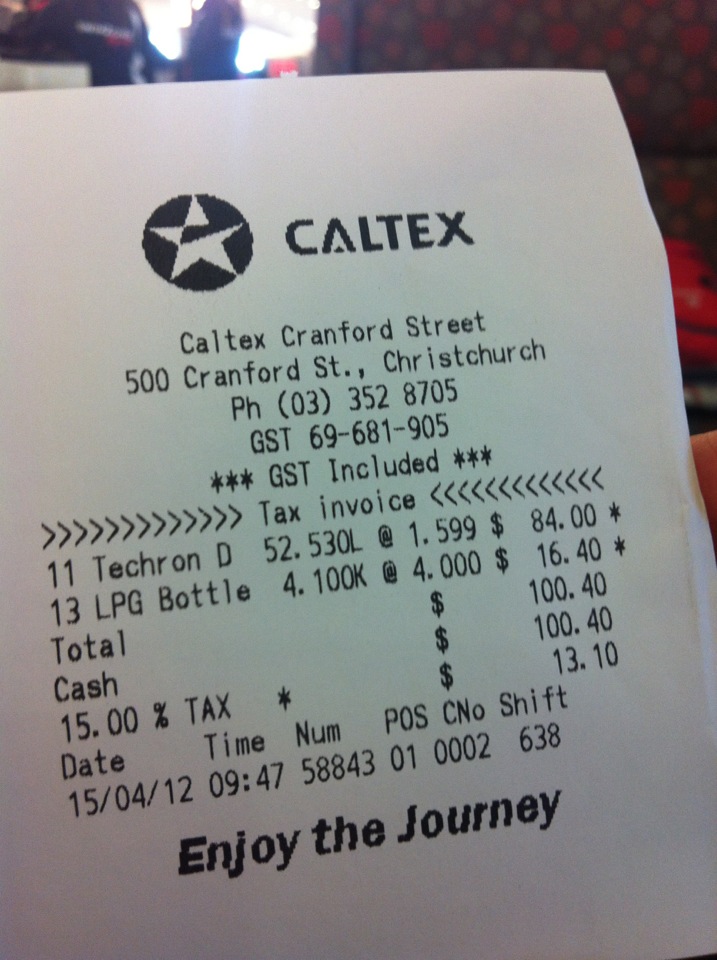 CALTEX
Caltex Cranford Street
500 Cranford St., Christchurch
Ph (03) 352 8705
GST 69-681-905
*** GST Included ***
>>>>>>>>>>>>> Tax invoice <<<<<<<<<<<<<
11 Techron D 52.530L @ 1.599 $ 84.00 *
13 LPG Bottle 4.100K @ 4.000 $ 16.40 *
Total $ 100.40
Cash $ 100.40
15.00 % TAX * $ 13.10
Date Time Num POS CNo Shift
15/04/12 09:47 58843 01 0002 638
Enjoy the Journey